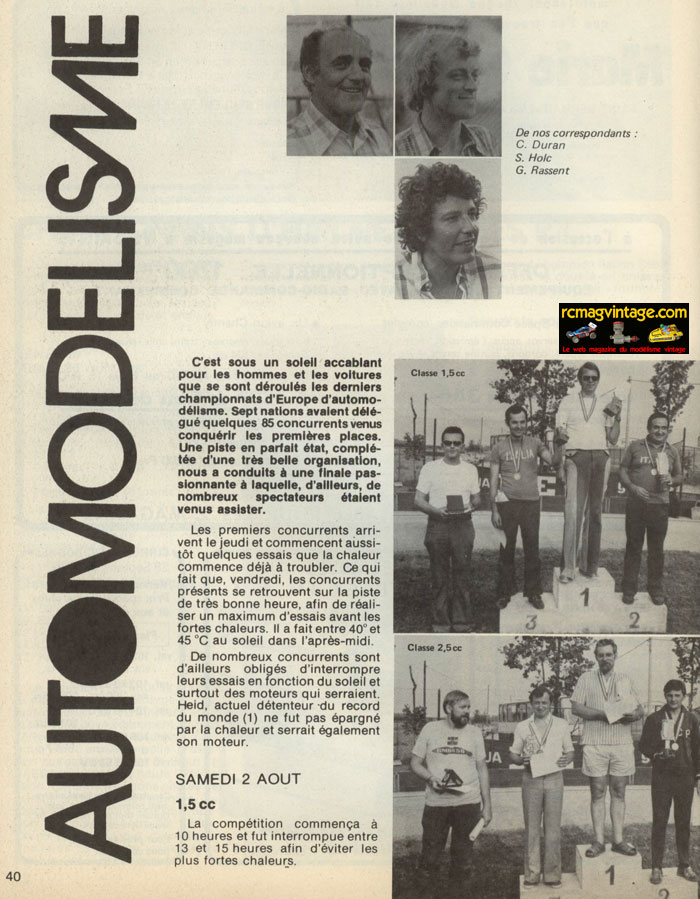 AUTOMODELISME
De nos correspondants :
C. Duran
S. Holc
G. Rassent
rcmagvintage.com
Le web magazine du modélisme vintage
C'est sous un soleil accablant
pour les hommes et les voitures
que se sont déroulés les derniers
championnats d'Europe d'automo-
délisme. Sept nations avaient délé-
gué quelques 85 concurrents venus
conquérir les premières places.
Une piste en parfait état, complé-
tée d'une très belle organisation,
nous a conduits à une finale pas-
sionnante à laquelle, d'ailleurs, de
nombreux spectateurs étaient
venus assister.
Les premiers concurrents arri-
vent le jeudi et commencent aussi-
tôt quelques essais que la chaleur
commence déjà à troubler. Ce qui
fait que, vendredi, les concurrents
présents se retrouvent sur la piste
de très bonne heure, afin de réali-
ser un maximum d'essais avant les
fortes chaleurs. Il a fait entre 40° et
45 °C au soleil dans l'après-midi.
De nombreux concurrents sont
d'ailleurs obligés d'interrompre
leurs essais en fonction du soleil et
surtout des moteurs qui serraient.
Heid, actuel détenteur du record
du monde (1) ne fut pas épargné
par la chaleur et serrait également
son moteur.
SAMEDI 2 AOUT
1,5 cc
La compétition commença à
10 heures et fut interrompue entre
13 et 15 heures afin d'éviter les
plus fortes chaleurs.
Classe 1,5 cc
3 1 2
Classe 2,5 cc
1
40